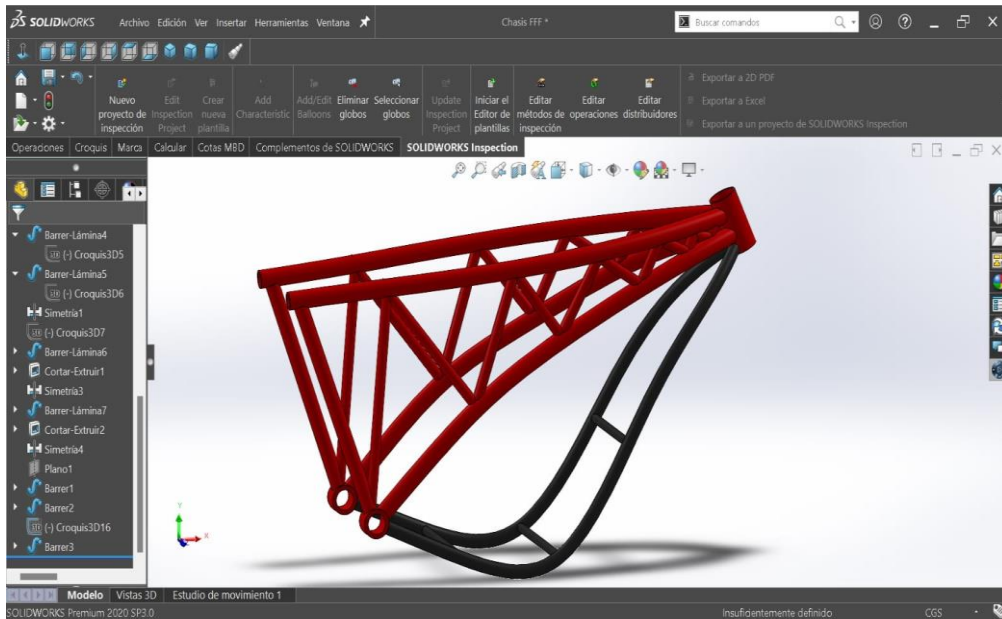 SOLIDWORKS Archivo Edición Ver Insertar Herramientas Ventana Chasis FFF * Buscar comandos
Nuevo proyecto de inspección
Edit Inspection Project
Crear nueva plantilla
Add Characteristic
Add/Edit Balloons
Eliminar globos
Seleccionar globos
Update Inspection Project
Iniciar el Editor de plantillas
Editar métodos de inspección
Editar operaciones
Editar distribuidores
Exportar a 2D PDF
Exportar a Excel
Exportar a un proyecto de SOLIDWORKS Inspection
Operaciones Croquis Marca Calcular Cotas MBD Complementos de SOLIDWORKS SOLIDWORKS Inspection
Barrer-Lámina4
(-) Croquis3D5
Barrer-Lámina5
(-) Croquis3D6
Simetría1
(-) Croquis3D7
Barrer-Lámina6
Cortar-Extruir1
Simetría3
Barrer-Lámina7
Cortar-Extruir2
Simetría4
Plano1
Barrer1
Barrer2
(-) Croquis3D16
Barrer3
Y
X
Modelo Vistas 3D Estudio de movimiento 1
SOLIDWORKS Premium 2020 SP3.0 Insuficientemente definido CGS